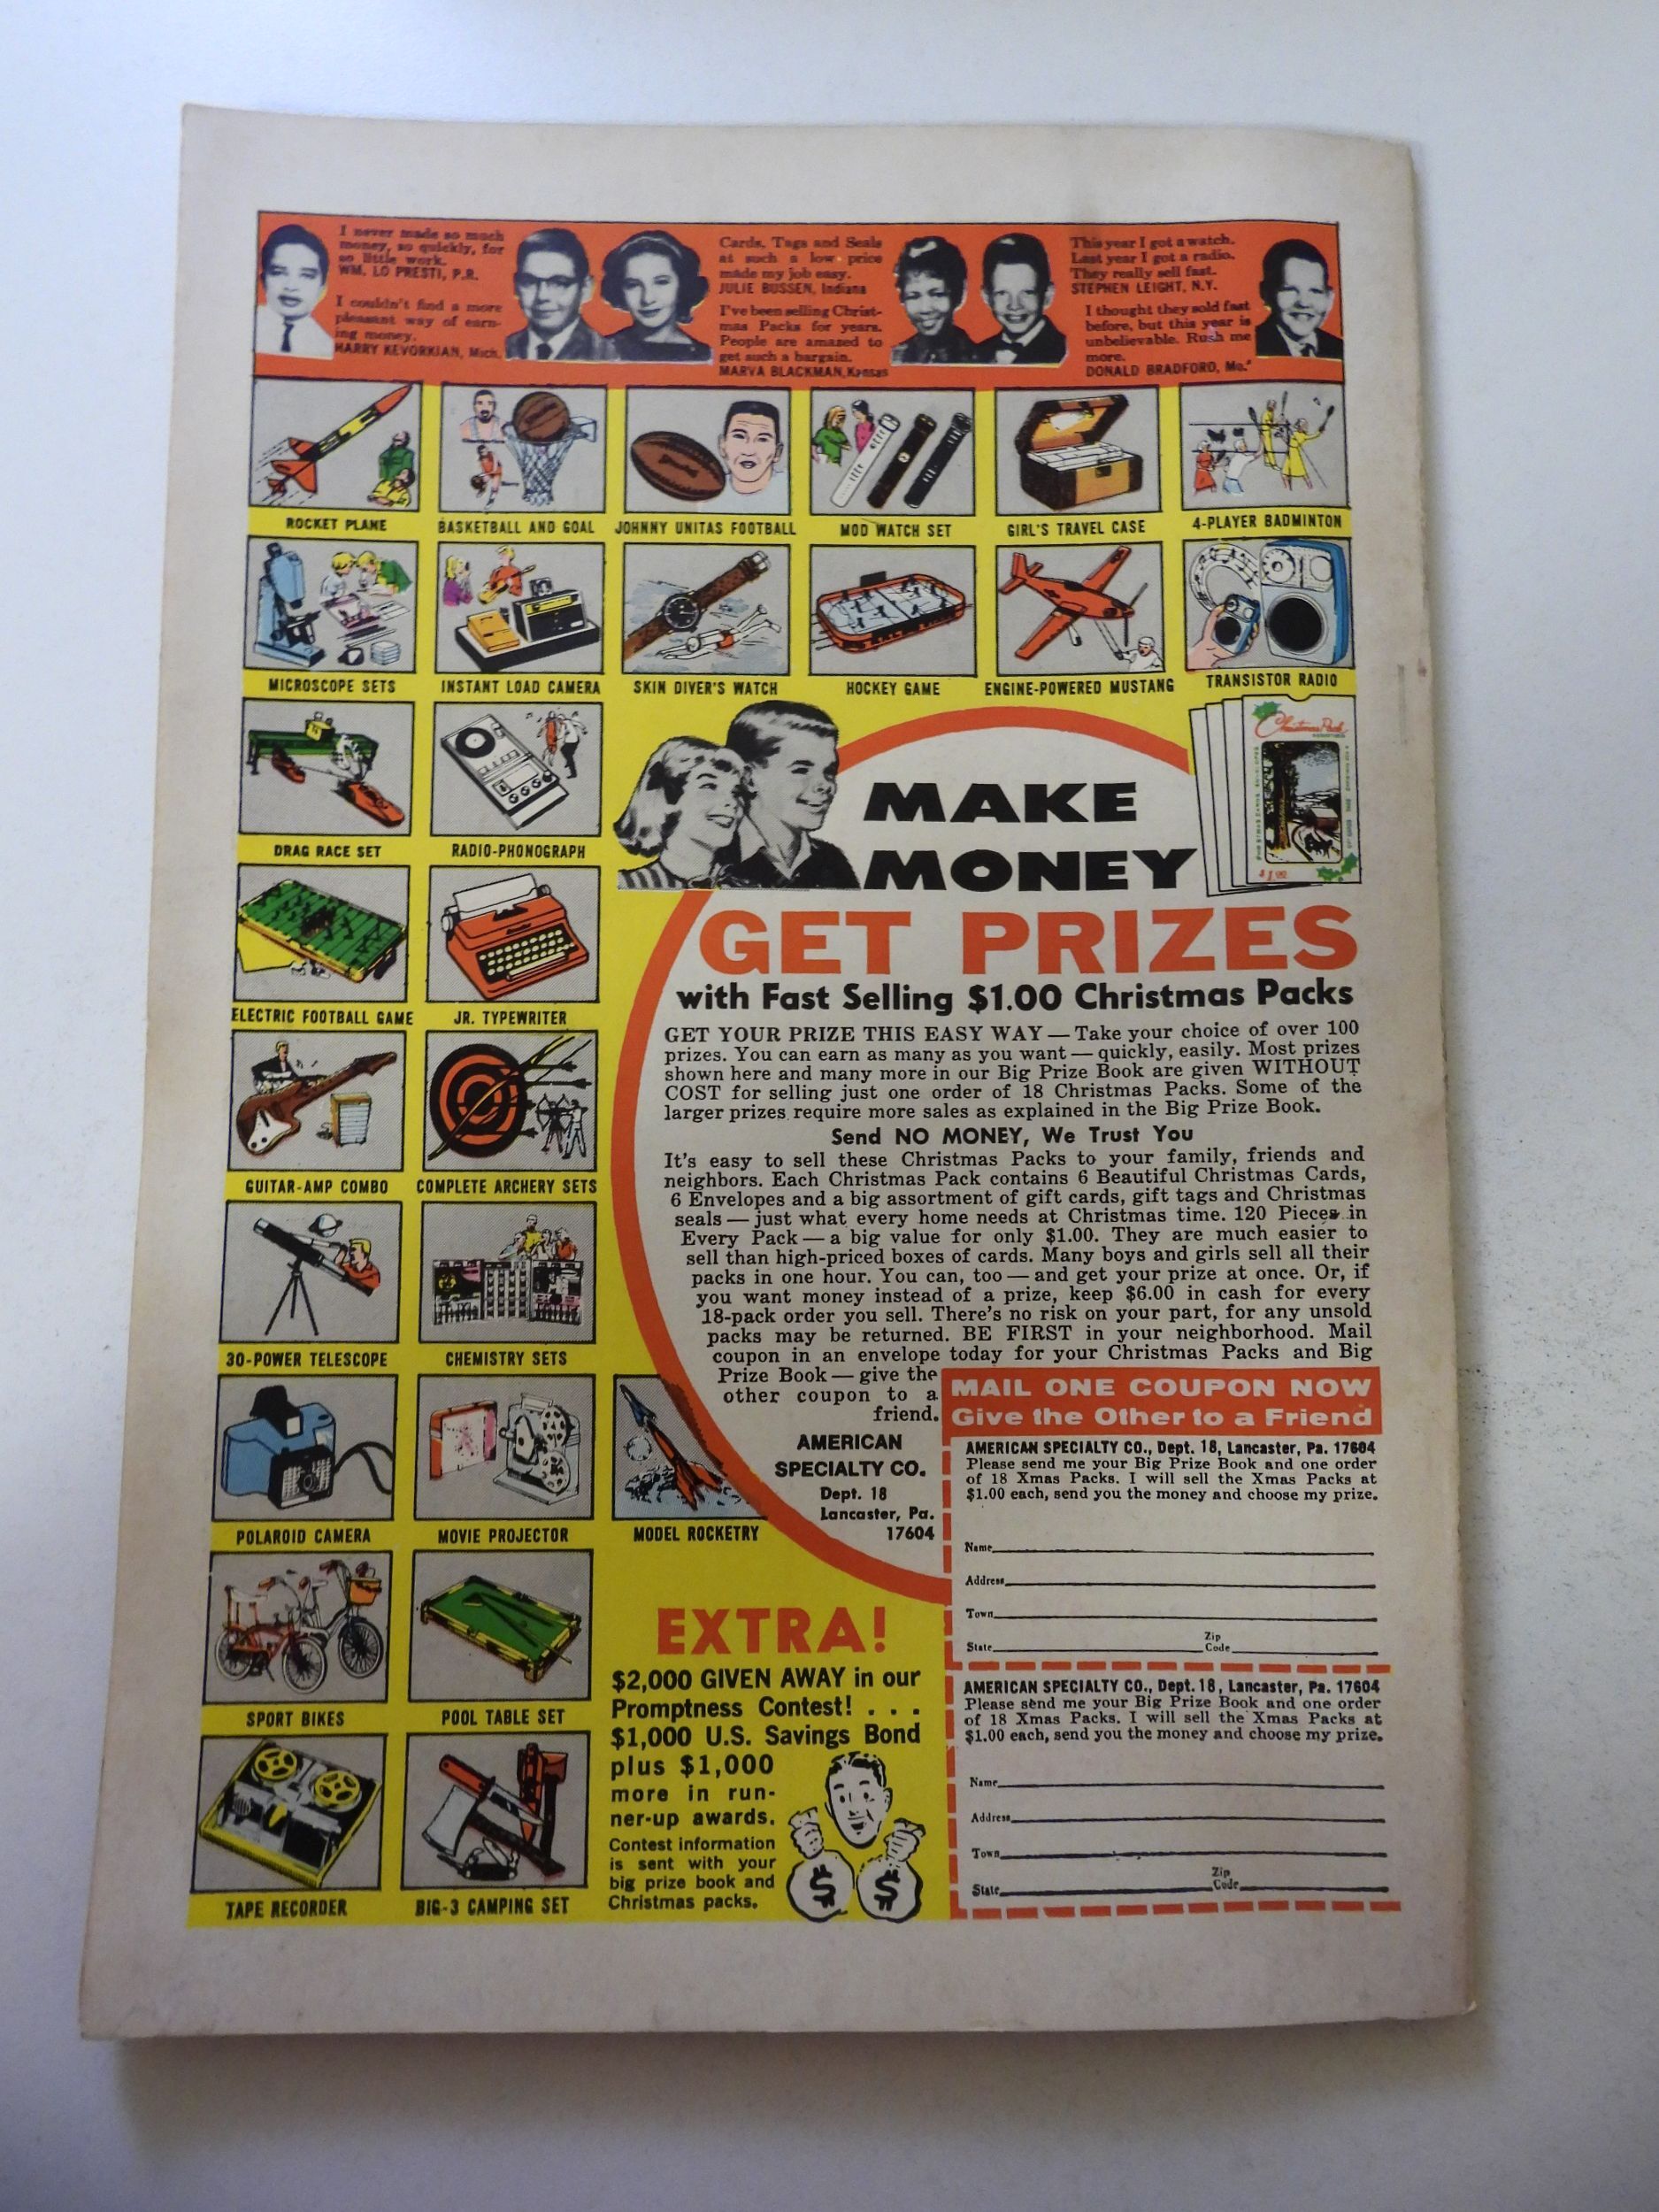 I never made so much
money, so quickly, for
so little work.
WM. LO PRESTI, P.R.
I couldn't find a more
pleasant way of earn-
ing money.
HARRY KEVORKIAN, Mich.
Cards, Tags and Seals
at such a low price
made my job easy.
JULIE BUSSEN, Indiana
I've been selling Christ-
mas Packs for years.
People are amazed to
get such a bargain.
MARVA BLACKMAN, Kansas
This year I got a watch.
Last year I got a radio.
They really sell fast.
STEPHEN LEIGHT, N.Y.
I thought they sold fast
before, but this year is
unbelievable. Rush me
more.
DONALD BRADFORD, Mo.
ROCKET PLANE
BASKETBALL AND GOAL
JOHNNY UNITAS FOOTBALL
MOD WATCH SET
GIRL'S TRAVEL CASE
4-PLAYER BADMINTON
MICROSCOPE SETS
INSTANT LOAD CAMERA
SKIN DIVER'S WATCH
HOCKEY GAME
ENGINE-POWERED MUSTANG
TRANSISTOR RADIO
DRAG RACE SET
RADIO-PHONOGRAPH
Christmas Pack
$1.00
MAKE
MONEY
GET PRIZES
with Fast Selling $1.00 Christmas Packs
ELECTRIC FOOTBALL GAME
JR. TYPEWRITER
GUITAR-AMP COMBO
COMPLETE ARCHERY SETS
30-POWER TELESCOPE
CHEMISTRY SETS
POLAROID CAMERA
MOVIE PROJECTOR
MODEL ROCKETRY
SPORT BIKES
POOL TABLE SET
TAPE RECORDER
BIG-3 CAMPING SET
GET YOUR PRIZE THIS EASY WAY — Take your choice of over 100
prizes. You can earn as many as you want — quickly, easily. Most prizes
shown here and many more in our Big Prize Book are given WITHOUT
COST for selling just one order of 18 Christmas Packs. Some of the
larger prizes require more sales as explained in the Big Prize Book.
Send NO MONEY, We Trust You
It's easy to sell these Christmas Packs to your family, friends and
neighbors. Each Christmas Pack contains 6 Beautiful Christmas Cards,
6 Envelopes and a big assortment of gift cards, gift tags and Christmas
seals — just what every home needs at Christmas time. 120 Pieces in
Every Pack — a big value for only $1.00. They are much easier to
sell than high-priced boxes of cards. Many boys and girls sell all their
packs in one hour. You can, too — and get your prize at once. Or, if
you want money instead of a prize, keep $6.00 in cash for every
18-pack order you sell. There's no risk on your part, for any unsold
packs may be returned. BE FIRST in your neighborhood. Mail
coupon in an envelope today for your Christmas Packs and Big
Prize Book — give the
other coupon to a
friend.
AMERICAN
SPECIALTY CO.
Dept. 18
Lancaster, Pa.
17604
EXTRA!
$2,000 GIVEN AWAY in our
Promptness Contest! . . .
$1,000 U.S. Savings Bond
plus $1,000
more in run-
ner-up awards.
Contest information
is sent with your
big prize book and
Christmas packs.
$ $
MAIL ONE COUPON NOW
Give the Other to a Friend
AMERICAN SPECIALTY CO., Dept. 18, Lancaster, Pa. 17604
Please send me your Big Prize Book and one order
of 18 Xmas Packs. I will sell the Xmas Packs at
$1.00 each, send you the money and choose my prize.
Name
Address
Town
State Zip Code
AMERICAN SPECIALTY CO., Dept. 18, Lancaster, Pa. 17604
Please send me your Big Prize Book and one order
of 18 Xmas Packs. I will sell the Xmas Packs at
$1.00 each, send you the money and choose my prize.
Name
Address
Town
State Zip Code